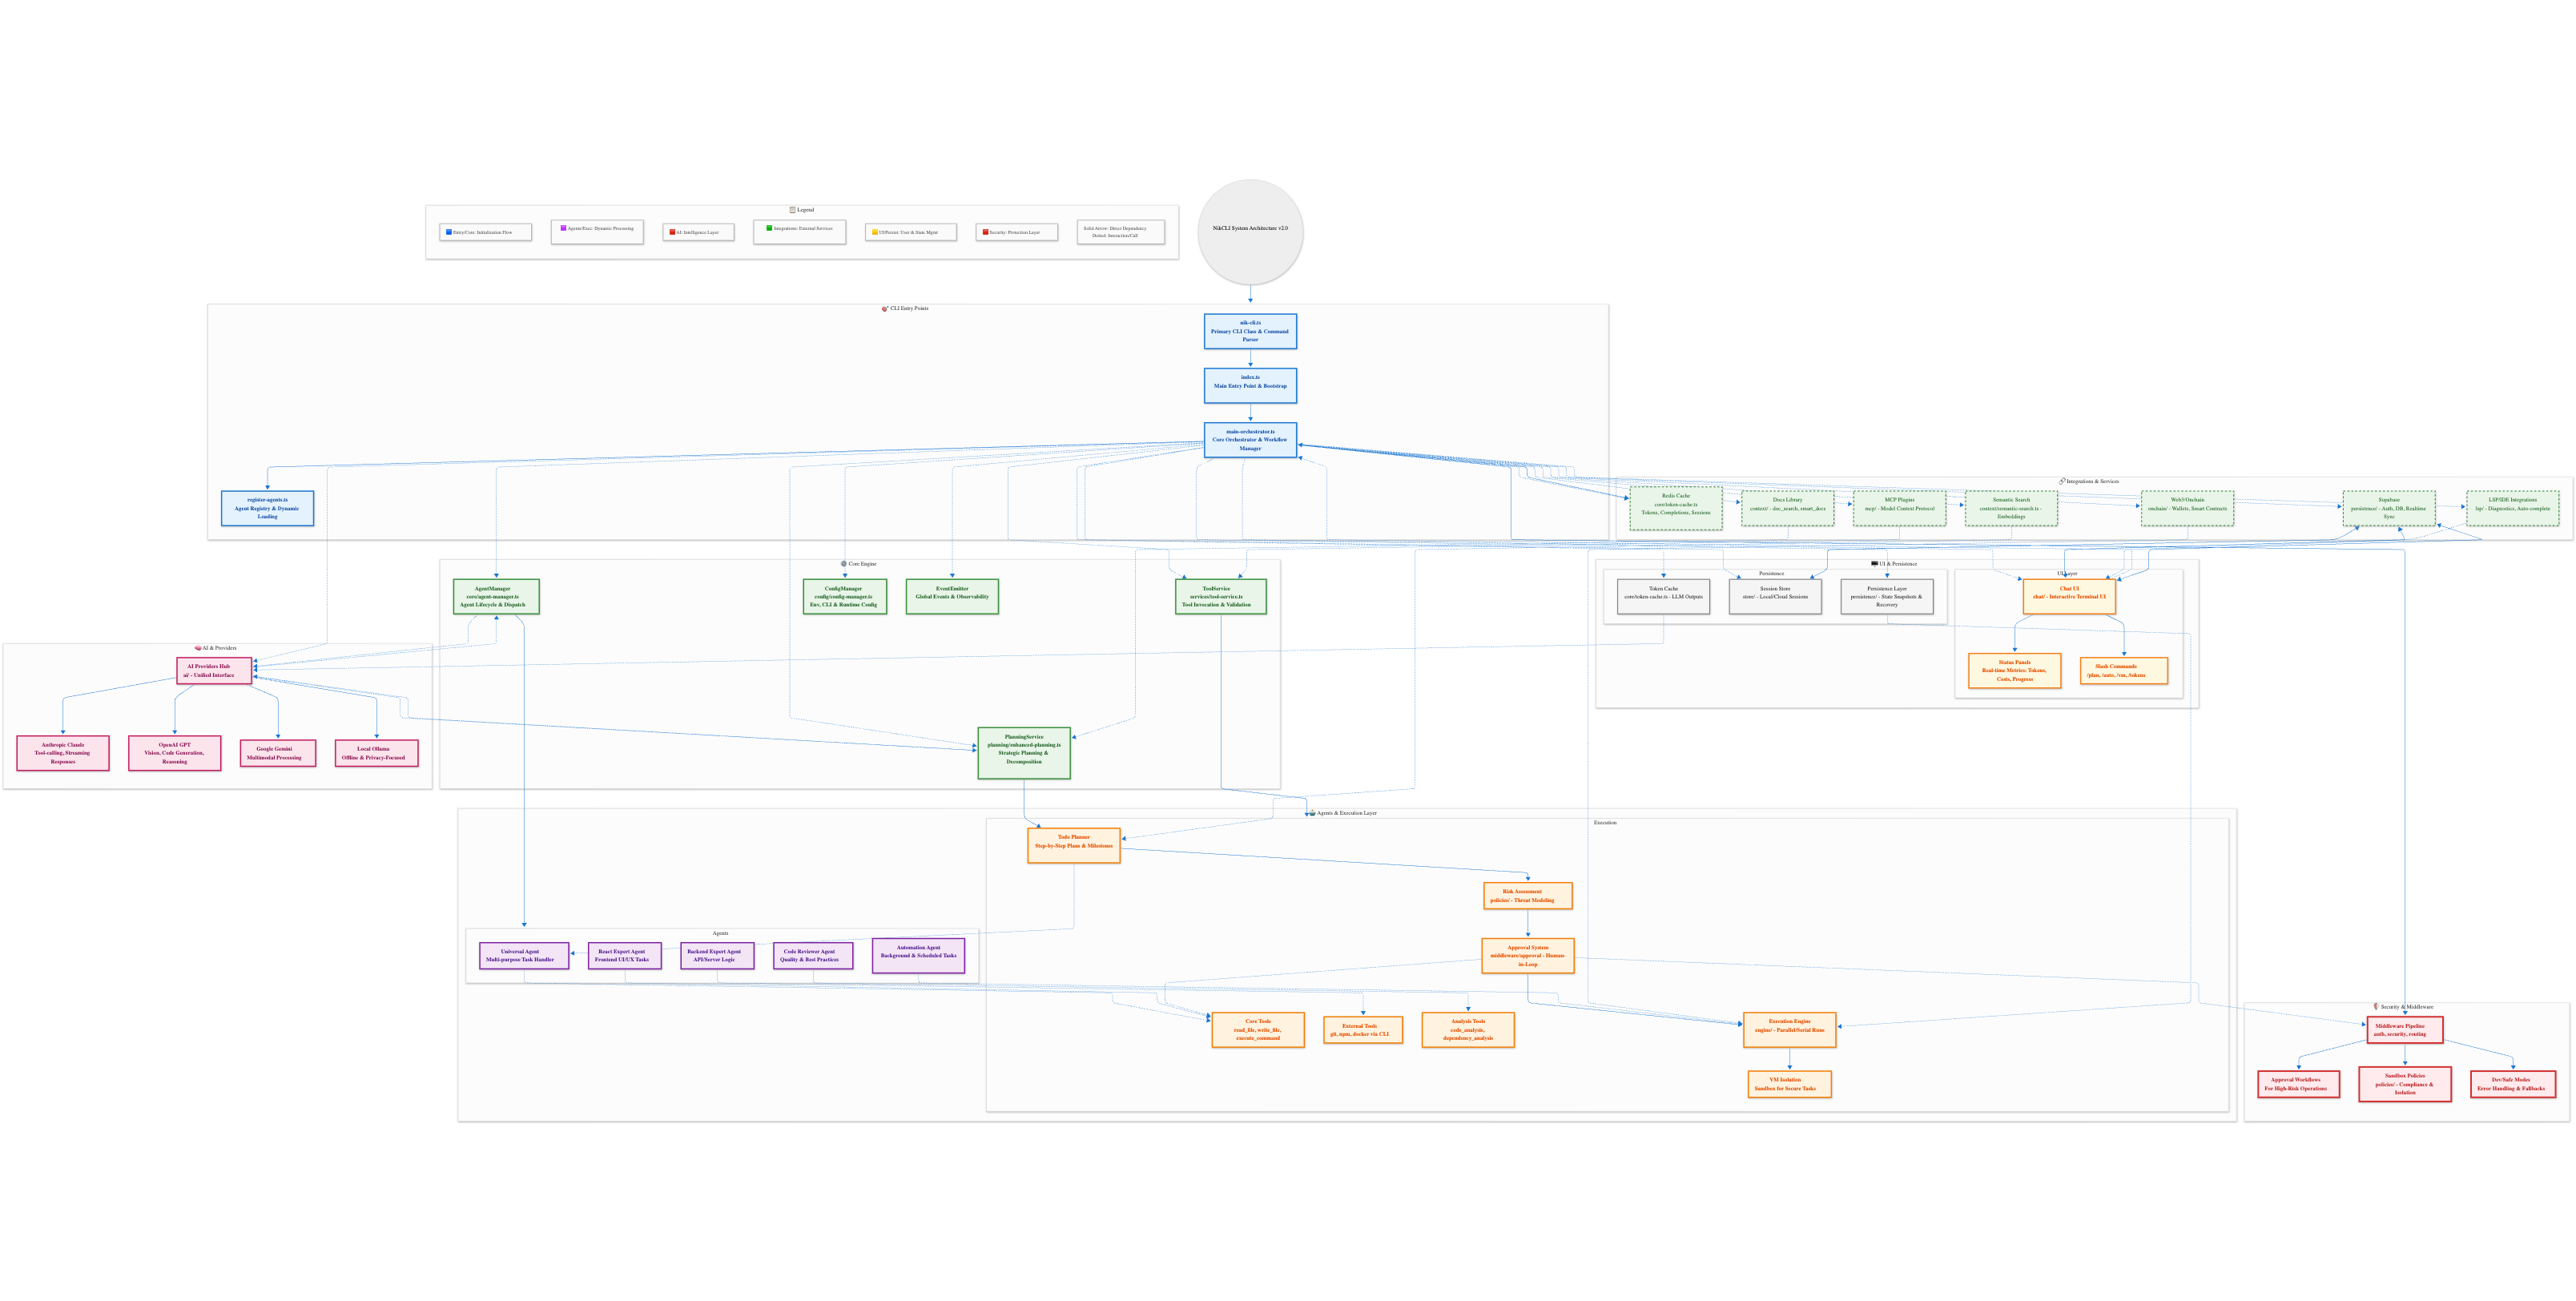 Legend
Entry/Core: Initialization Flow
Agents/Exec: Dynamic Processing
AI: Intelligence Layer
Integrations: External Services
UI/Persist: User & State Mgmt
Security: Protection Layer
Solid Arrow: Direct Dependency
Dotted: Interaction/Call
NikCLI System Architecture v2.0
CLI Entry Points
nik-cli.ts
Primary CLI Class & Command
Parser
index.ts
Main Entry Point & Bootstrap
main-orchestrator.ts
Core Orchestrator & Workflow
Manager
register-agents.ts
Agent Registry & Dynamic
Loading
Integrations & Services
Redis Cache
core/token-cache.ts
Tokens, Completions, Sessions
Docs Library
context/ - doc_search, smart_docs
MCP Plugins
mcp/ - Model Context Protocol
Semantic Search
context/semantic-search.ts -
Embeddings
Web3/Onchain
onchain/ - Wallets, Smart Contracts
Supabase
persistence/ - Auth, DB, Realtime
Sync
LSP/IDE Integrations
lsp/ - Diagnostics, Auto-complete
Core Engine
AgentManager
core/agent-manager.ts
Agent Lifecycle & Dispatch
ConfigManager
config/config-manager.ts
Env, CLI & Runtime Config
EventEmitter
Global Events & Observability
ToolService
services/tool-service.ts
Tool Invocation & Validation
PlanningService
planning/enhanced-planning.ts
Strategic Planning &
Decomposition
UI & Persistence
Persistence
Token Cache
core/token-cache.ts - LLM Outputs
Session Store
store/ - Local/Cloud Sessions
Persistence Layer
persistence/ - State Snapshots &
Recovery
UI Layer
Chat UI
chat/ - Interactive Terminal UI
Status Panels
Real-time Metrics: Tokens,
Costs, Progress
Slash Commands
/plan, /auto, /vm, /tokens
AI & Providers
AI Providers Hub
ai/ - Unified Interface
Anthropic Claude
Tool-calling, Streaming
Responses
OpenAI GPT
Vision, Code Generation,
Reasoning
Google Gemini
Multimodal Processing
Local Ollama
Offline & Privacy-Focused
Agents & Execution Layer
Execution
Todo Planner
Step-by-Step Plans & Milestones
Risk Assessment
policies/ - Threat Modeling
Approval System
middleware/approval - Human-
in-Loop
Agents
Universal Agent
Multi-purpose Task Handler
React Expert Agent
Frontend UI/UX Tasks
Backend Expert Agent
API/Server Logic
Code Reviewer Agent
Quality & Best Practices
Automation Agent
Background & Scheduled Tasks
Core Tools
read_file, write_file,
execute_command
External Tools
git, npm, docker via CLI
Analysis Tools
code_analysis,
dependency_analysis
Execution Engine
engine/ - Parallel/Serial Runs
VM Isolation
Sandbox for Secure Tasks
Security & Middleware
Middleware Pipeline
auth, security, routing
Approval Workflows
For High-Risk Operations
Sandbox Policies
policies/ - Compliance &
Isolation
Dev/Safe Modes
Error Handling & Fallbacks